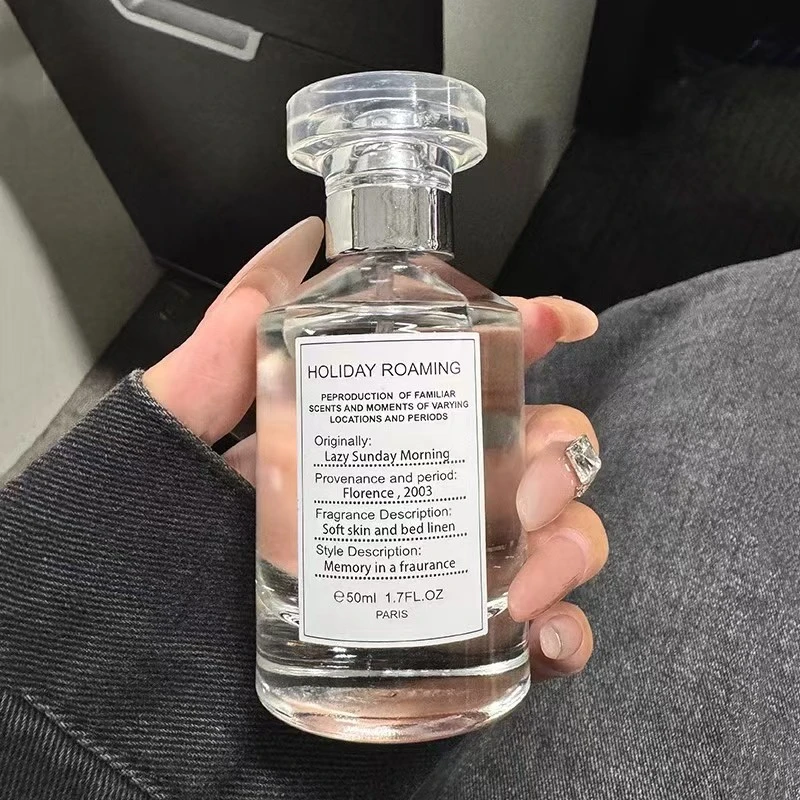 HOLIDAY ROAMING
PEPRODUCTION OF FAMILIAR
SCENTS AND MOMENTS OF VARYING
LOCATIONS AND PERIODS
Originally:
Lazy Sunday Morning
Provenance and period:
Florence , 2003
Fragrance Description:
Soft skin and bed linen
Style Description:
Memory in a fraurance
℮50ml 1.7FL.OZ
PARIS